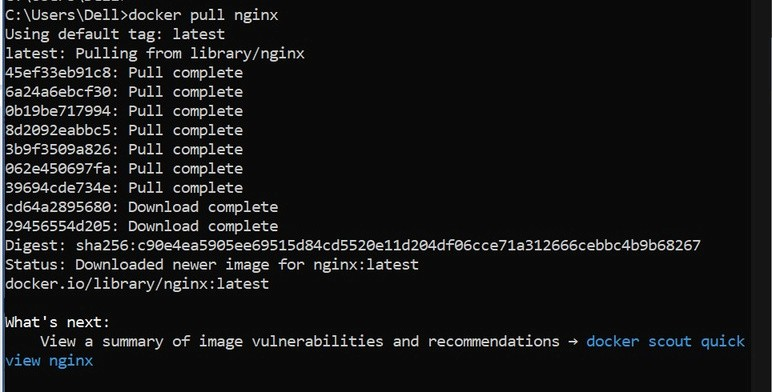 C:\Users\Dell>docker pull nginx
Using default tag: latest
latest: Pulling from library/nginx
45ef33eb91c8: Pull complete
6a24a6ebcf30: Pull complete
0b19be717994: Pull complete
8d2092eabbc5: Pull complete
3b9f3509a826: Pull complete
062e450697fa: Pull complete
39694cde734e: Pull complete
cd64a2895680: Download complete
29456554d205: Download complete
Digest: sha256:c90e4ea5905ee69515d84cd5520e11d204df06cce71a312666cebbc4b9b68267
Status: Downloaded newer image for nginx:latest
docker.io/library/nginx:latest
What's next:
View a summary of image vulnerabilities and recommendations → docker scout quick
view nginx